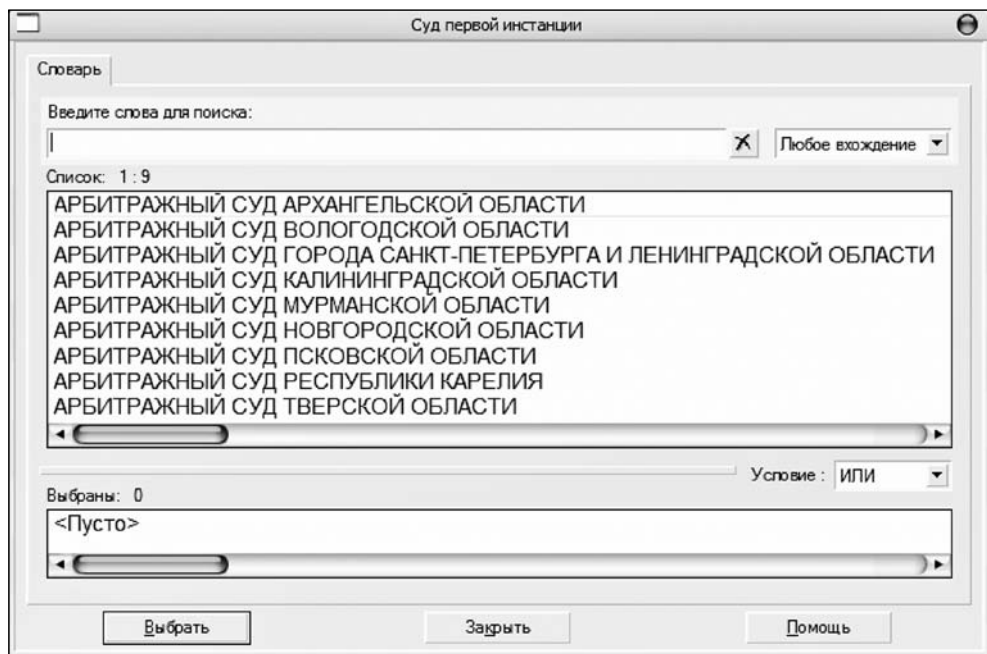 Суд первой инстанции
Словарь
Введите слова для поиска:
Любое вхождение
Список: 1 : 9
АРБИТРАЖНЫЙ СУД АРХАНГЕЛЬСКОЙ ОБЛАСТИ
АРБИТРАЖНЫЙ СУД ВОЛОГОДСКОЙ ОБЛАСТИ
АРБИТРАЖНЫЙ СУД ГОРОДА САНКТ-ПЕТЕРБУРГА И ЛЕНИНГРАДСКОЙ ОБЛАСТИ
АРБИТРАЖНЫЙ СУД КАЛИНИНГРАДСКОЙ ОБЛАСТИ
АРБИТРАЖНЫЙ СУД МУРМАНСКОЙ ОБЛАСТИ
АРБИТРАЖНЫЙ СУД НОВГОРОДСКОЙ ОБЛАСТИ
АРБИТРАЖНЫЙ СУД ПСКОВСКОЙ ОБЛАСТИ
АРБИТРАЖНЫЙ СУД РЕСПУБЛИКИ КАРЕЛИЯ
АРБИТРАЖНЫЙ СУД ТВЕРСКОЙ ОБЛАСТИ
Условие : ИЛИ
Выбраны: 0
<Пусто>
Выбрать Закрыть Помощь